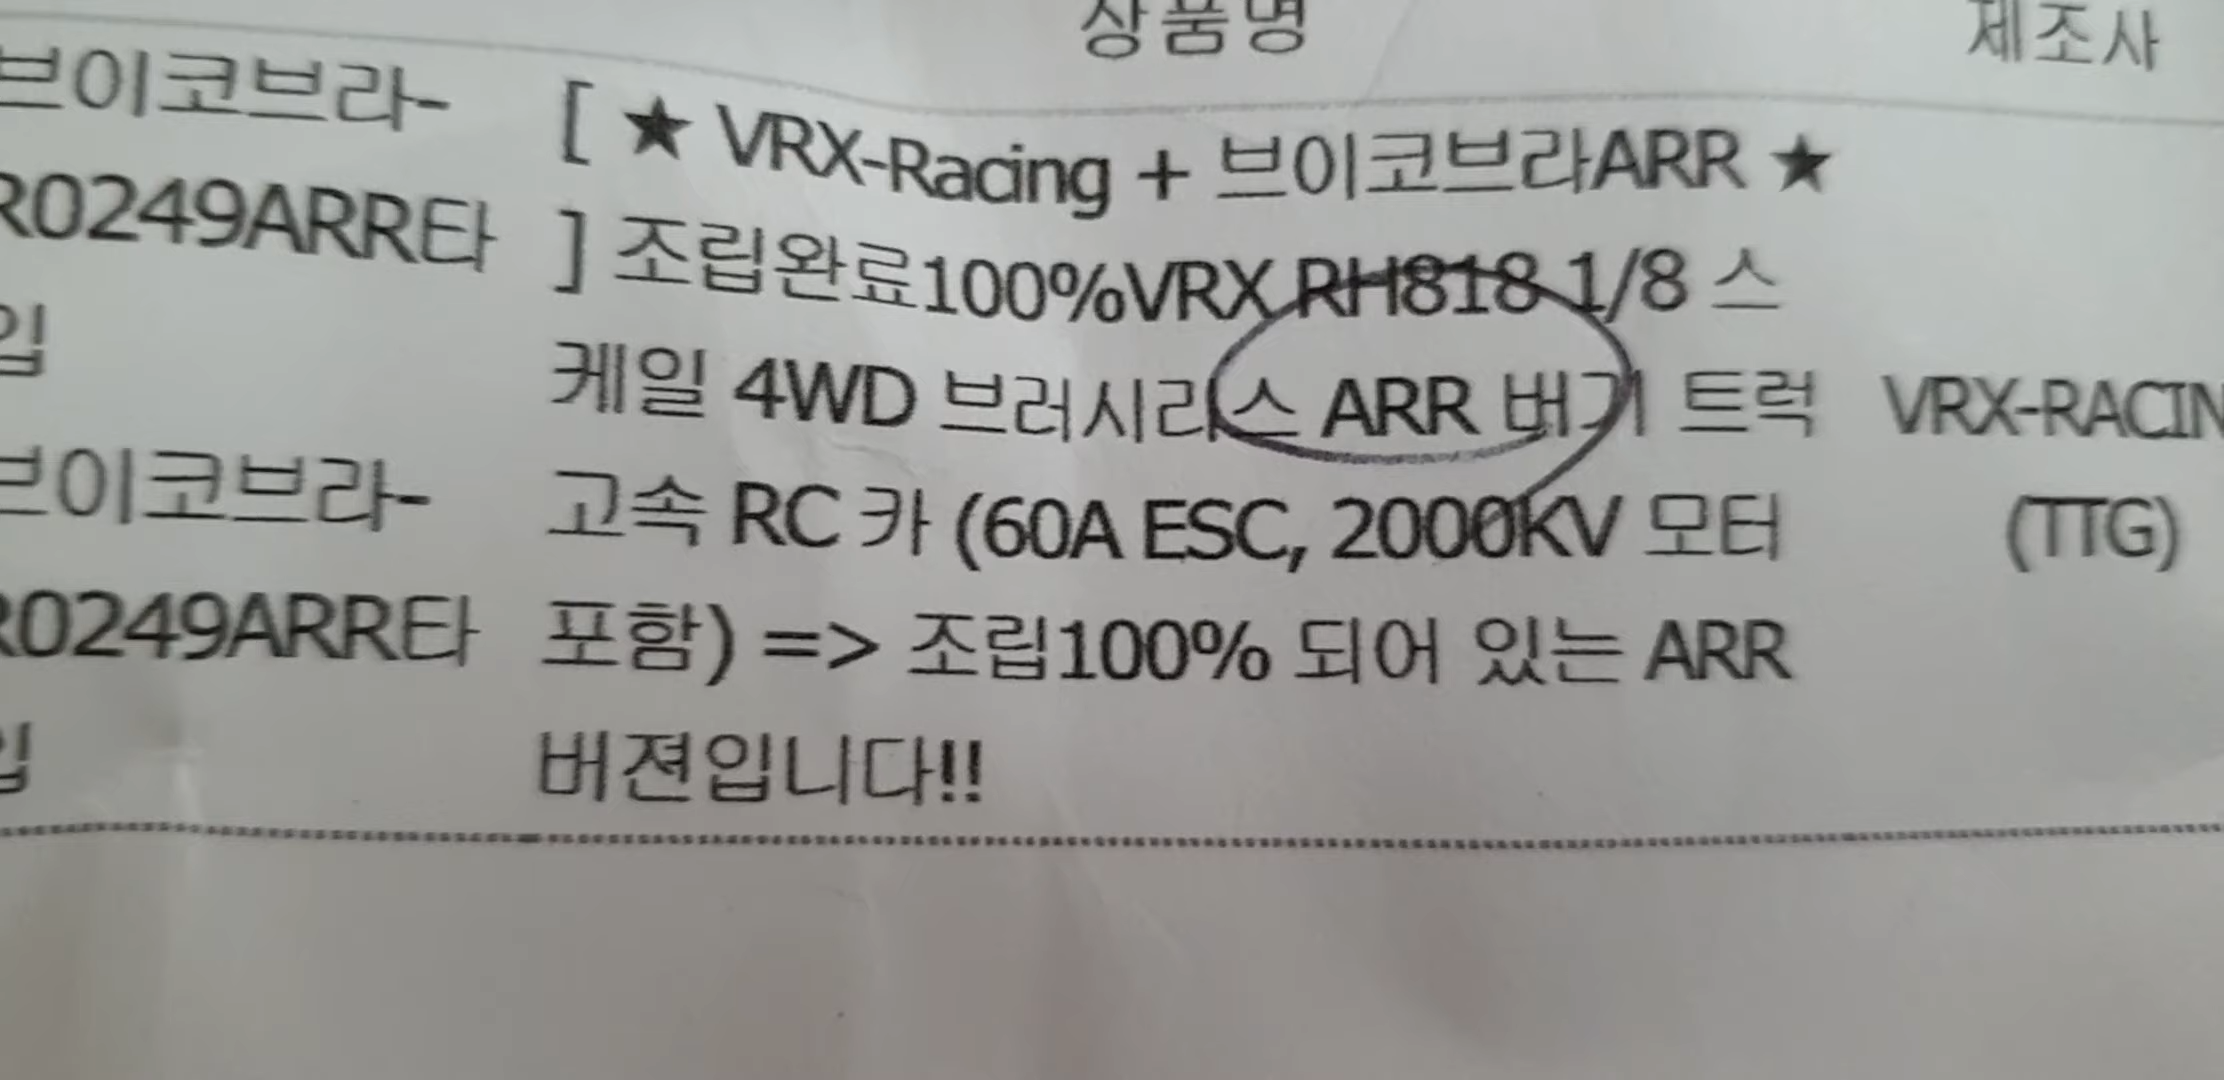 상품명 제조사
브이코브라- [ ★ VRX-Racing + 브이코브라ARR ★
R0249ARR타 ] 조립완료100%VRX RH818 1/8 스
입 케일 4WD 브러시리스 ARR 버기 트럭 VRX-RACIN
브이코브라- 고속 RC 카 (60A ESC, 2000KV 모터 (TTG)
R0249ARR타 포함) => 조립100% 되어 있는 ARR
입 버젼입니다!!